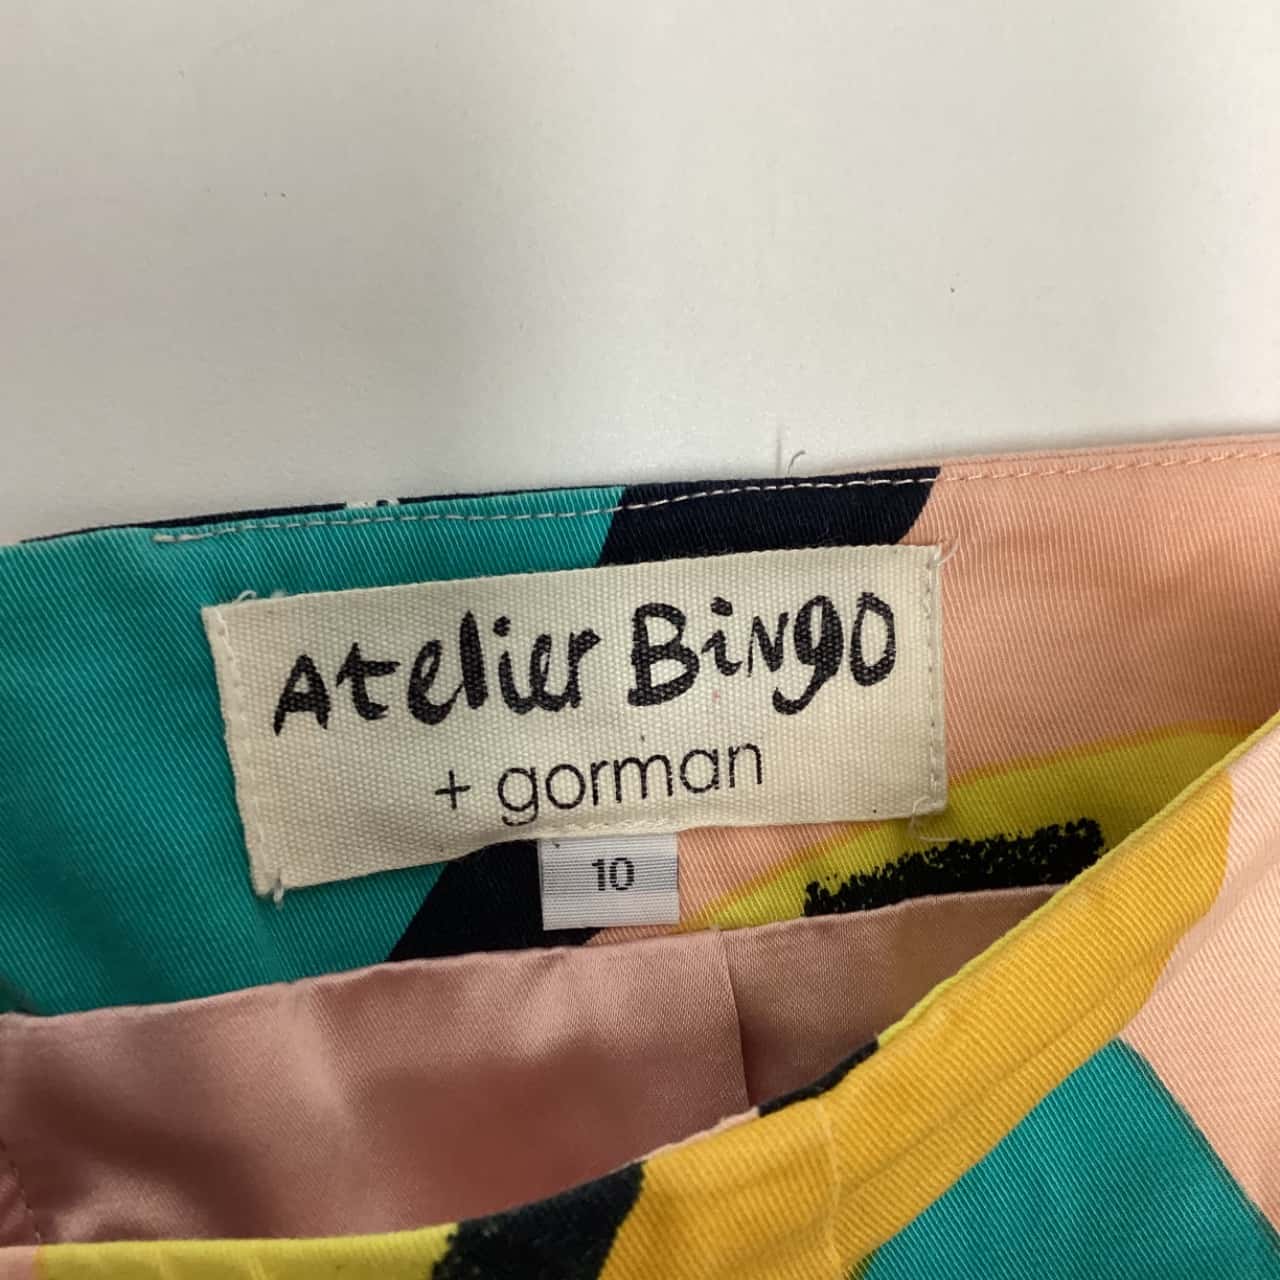 Atelier Bingo
+ gorman
10